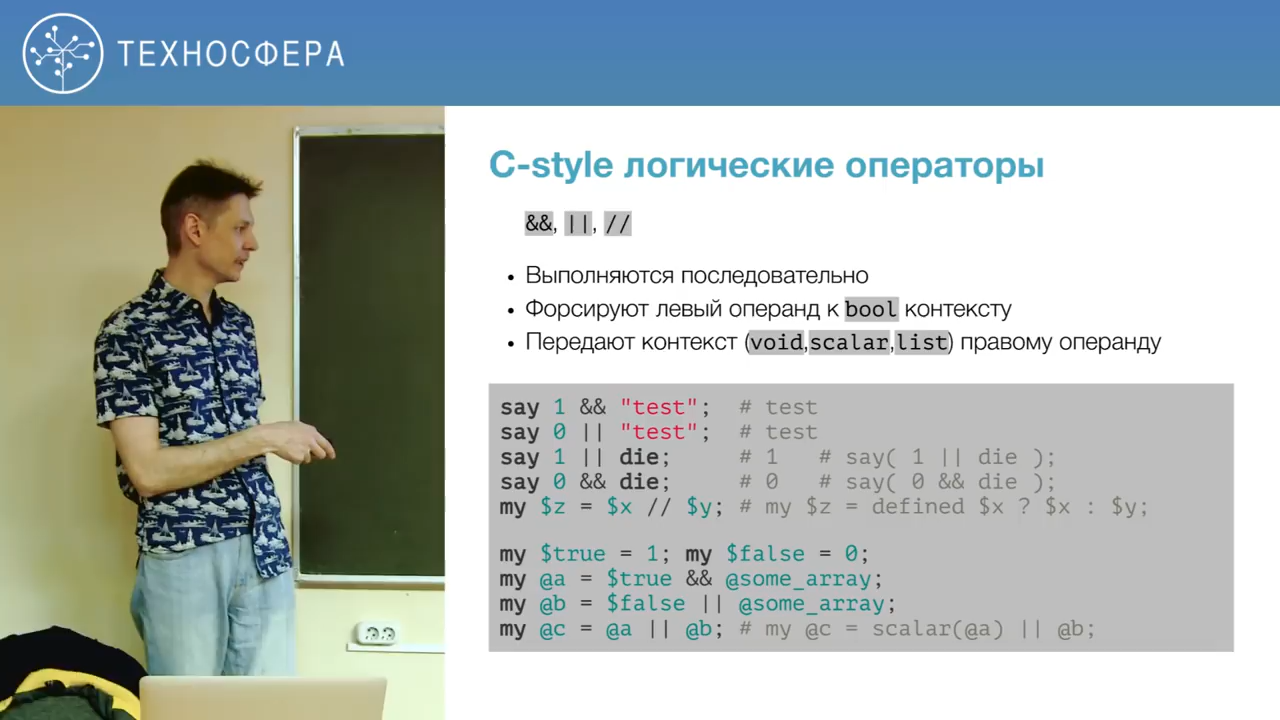 ТЕХНОСФЕРА
C-style логические операторы
&&, ||, //
• Выполняются последовательно
• Форсируют левый операнд к bool контексту
• Передают контекст (void,scalar,list) правому операнду
say 1 && "test";  # test
say 0 || "test";  # test
say 1 || die;     # 1   # say( 1 || die );
say 0 && die;     # 0   # say( 0 && die );
my $z = $x // $y; # my $z = defined $x ? $x : $y;
my $true = 1; my $false = 0;
my @a = $true && @some_array;
my @b = $false || @some_array;
my @c = @a || @b; # my @c = scalar(@a) || @b;